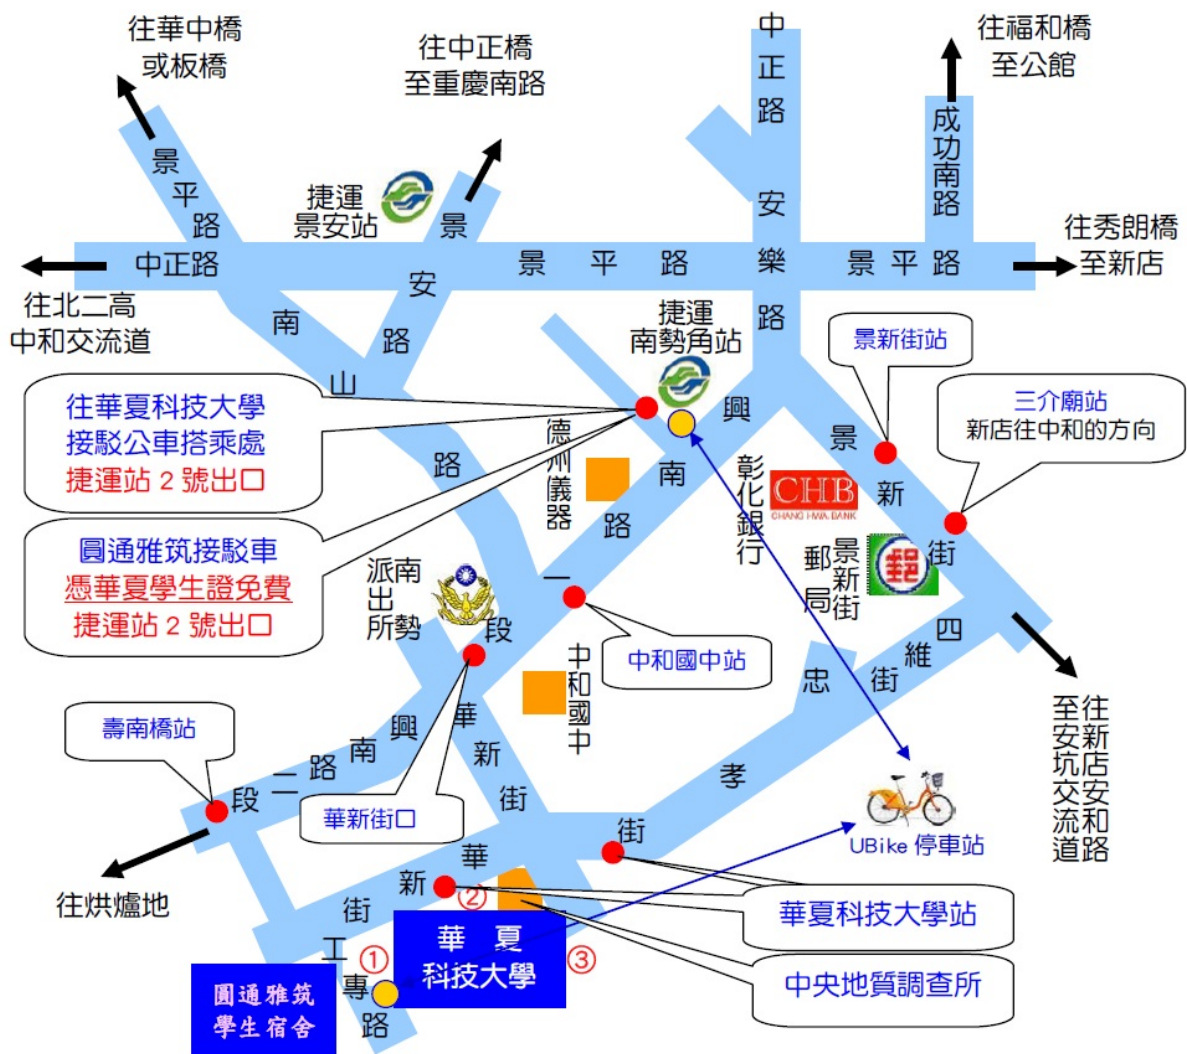 往華中橋
或板橋
往中正橋
至重慶南路
中正路
往福和橋
至公館
成功南路
景平路
捷運
景安站
景安路
安樂路
往秀朗橋
至新店
中正路
景平路
景平路
往北二高
中和交流道
南山路
捷運
南勢角站
景新街站
三介廟站
新店往中和的方向
往華夏科技大學
接駁公車搭乘處
捷運站 2 號出口
德州儀器
興南路一段
彰化銀行
CHB
CHANG HWA BANK
景新街
景新街
郵局
郵
圓通雅筑接駁車
憑華夏學生證免費
捷運站 2 號出口
南勢
派出所
中和國中站
中和國中
四維街
忠孝街
往新店安和路
至安坑交流道
壽南橋站
興南路二段
華新街
華新街口
UBike 停車站
往烘爐地
華新街
②
華夏科技大學站
華夏
科技大學
①
③
中央地質調查所
工專路
圓通雅筑
學生宿舍